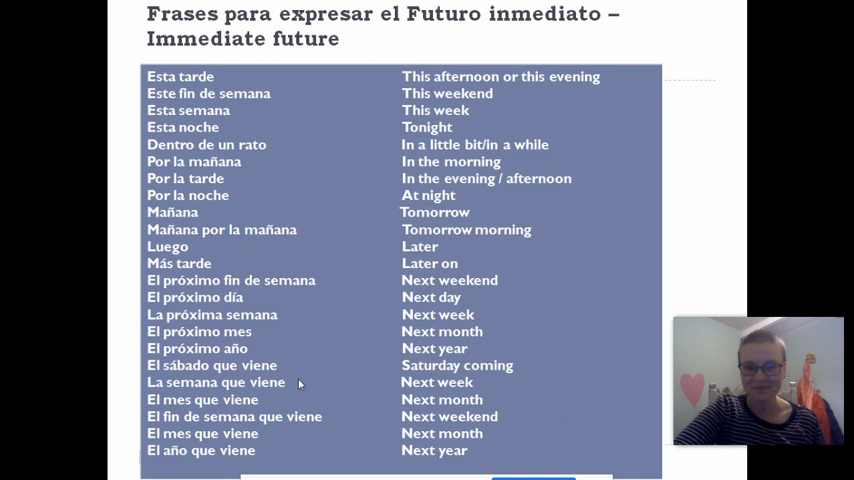 Frases para expresar el Futuro inmediato –
Immediate future
Esta tarde This afternoon or this evening
Este fin de semana This weekend
Esta semana This week
Esta noche Tonight
Dentro de un rato In a little bit/in a while
Por la mañana In the morning
Por la tarde In the evening / afternoon
Por la noche At night
Mañana Tomorrow
Mañana por la mañana Tomorrow morning
Luego Later
Más tarde Later on
El próximo fin de semana Next weekend
El próximo día Next day
La próxima semana Next week
El próximo mes Next month
El próximo año Next year
El sábado que viene Saturday coming
La semana que viene Next week
El mes que viene Next month
El fin de semana que viene Next weekend
El mes que viene Next month
El año que viene Next year